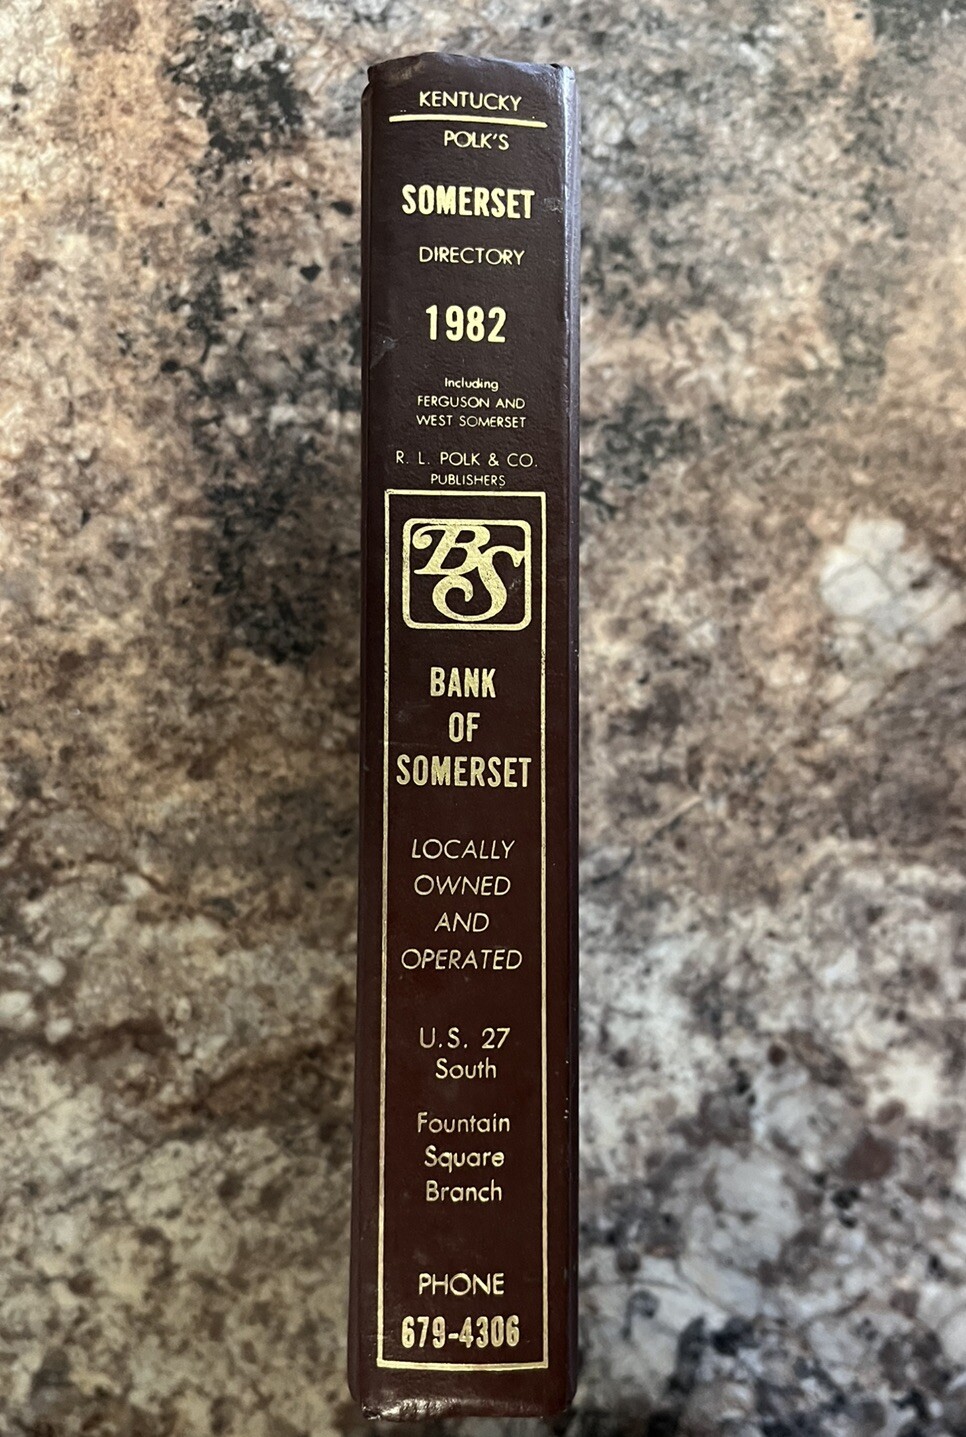 KENTUCKY
POLK'S
SOMERSET
DIRECTORY
1982
Including
FERGUSON AND
WEST SOMERSET
R. L. POLK & CO.
PUBLISHERS
BS
BANK
OF
SOMERSET
LOCALLY
OWNED
AND
OPERATED
U.S. 27
South
Fountain
Square
Branch
PHONE
679-4306